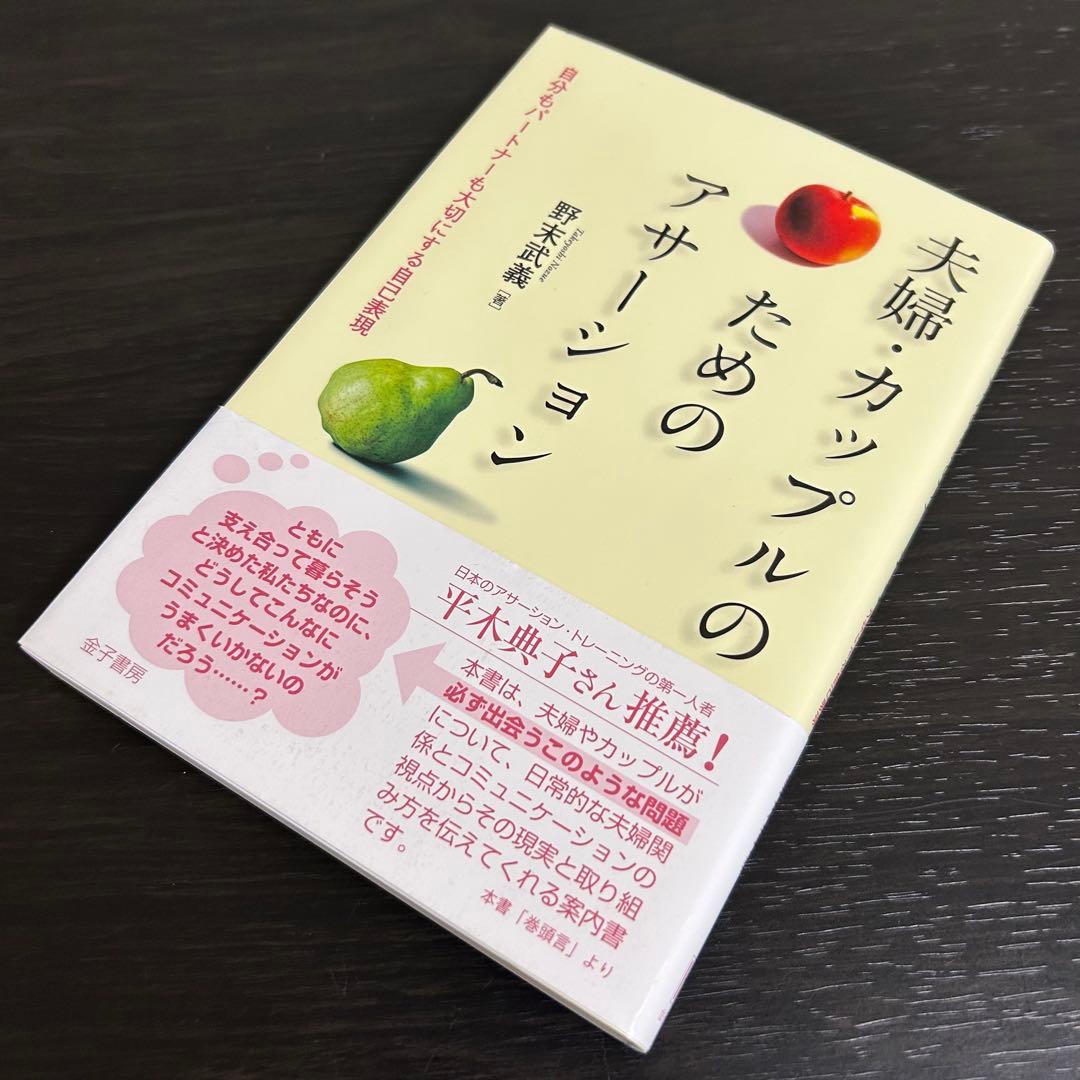 夫婦・カップルの
ための
アサーション
野末武義[著]
Takeyoshi Nozue
自分もパートナーも大切にする自己表現
ともに
支え合って暮らそう
と決めた私たちなのに、
どうしてこんなに
コミュニケーションが
うまくいかないの
だろう……?
金子書房
日本のアサーション・トレーニングの第一人者
平木典子さん推薦!
本書は、夫婦やカップルが
必ず出会うこのような問題
について、日常的な夫婦関
係とコミュニケーションの
視点からその現実と取り組
み方を伝えてくれる案内書
です。
本書「巻頭言」より